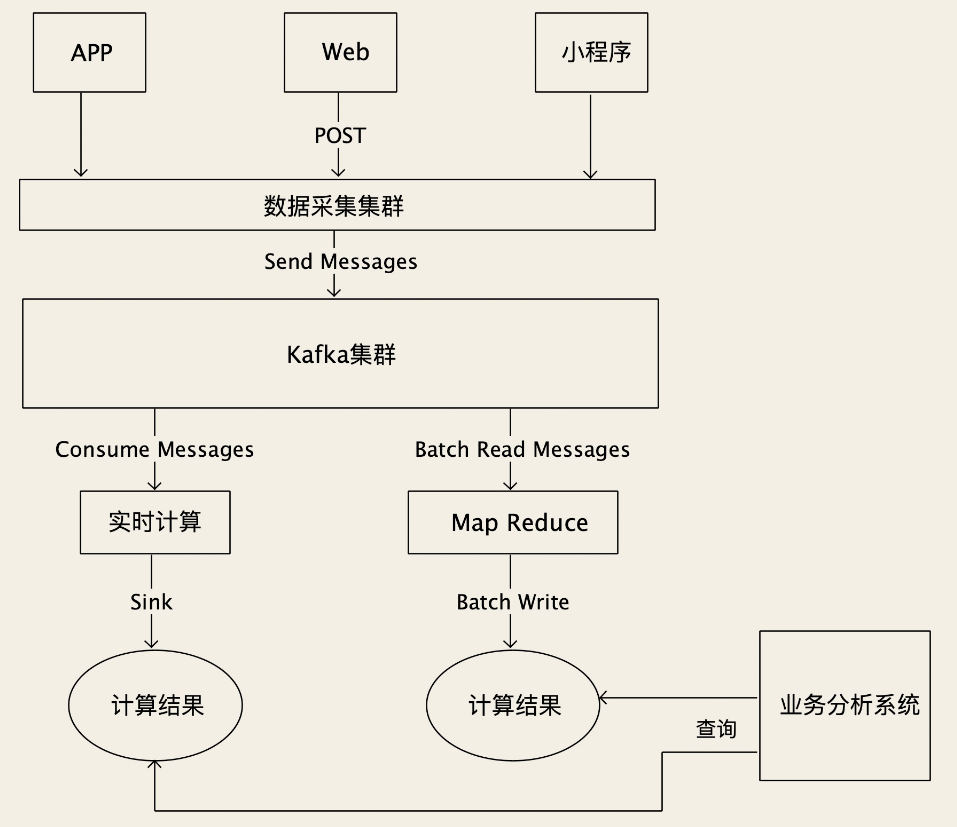 APP
Web
小程序
POST
数据采集集群
Send Messages
Kafka集群
Consume Messages
Batch Read Messages
实时计算
Map Reduce
Sink
Batch Write
计算结果
计算结果
业务分析系统
查询